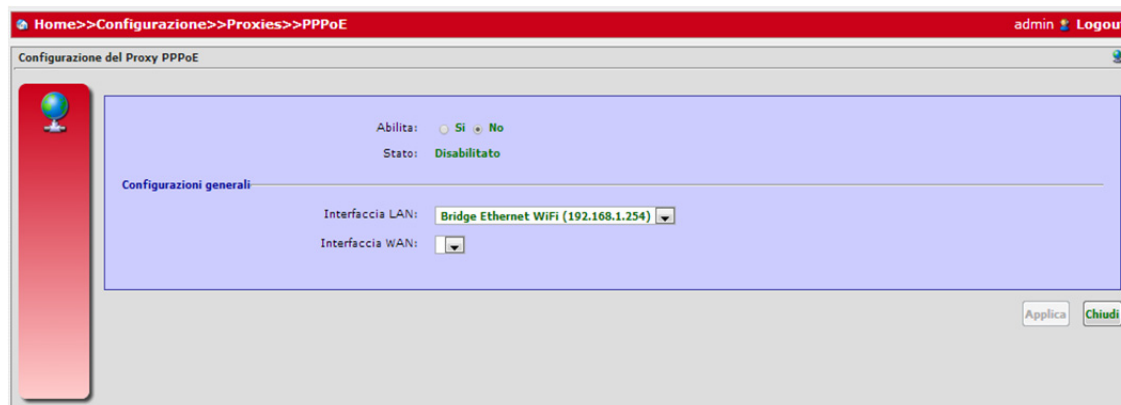 Home>>Configurazione>>Proxies>>PPPoE admin Logout
Configurazione del Proxy PPPoE
Abilita: Si No
Stato: Disabilitato
Configurazioni generali
Interfaccia LAN: Bridge Ethernet WiFi (192.168.1.254)
Interfaccia WAN:
Applica Chiudi